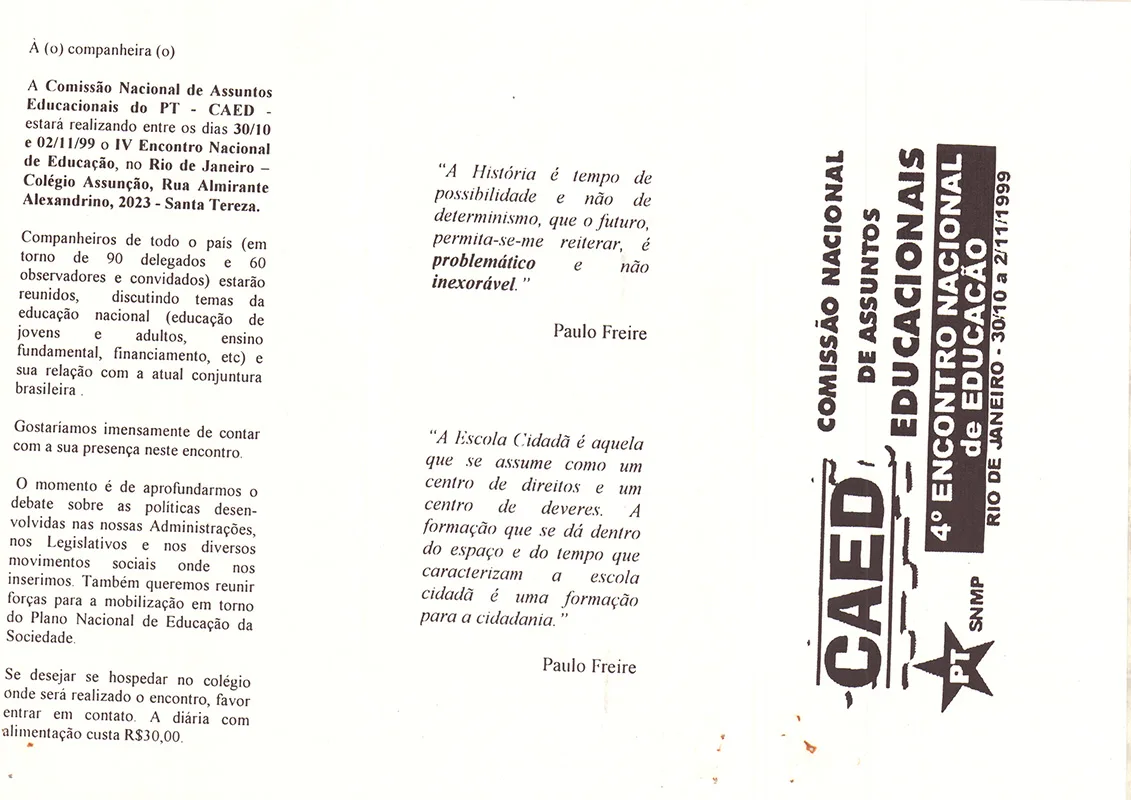 À (o) companheira (o)
A Comissão Nacional de Assuntos
Educacionais do PT - CAED -
estará realizando entre os dias 30/10
e 02/11/99 o IV Encontro Nacional
de Educação, no Rio de Janeiro –
Colégio Assunção, Rua Almirante
Alexandrino, 2023 - Santa Tereza.
Companheiros de todo o país (em
torno de 90 delegados e 60
observadores e convidados) estarão
reunidos, discutindo temas da
educação nacional (educação de
jovens e adultos, ensino
fundamental, financiamento, etc) e
sua relação com a atual conjuntura
brasileira .
Gostaríamos imensamente de contar
com a sua presença neste encontro.
O momento é de aprofundarmos o
debate sobre as políticas desen-
volvidas nas nossas Administrações,
nos Legislativos e nos diversos
movimentos sociais onde nos
inserimos. Também queremos reunir
forças para a mobilização em torno
do Plano Nacional de Educação da
Sociedade.
Se desejar se hospedar no colégio
onde será realizado o encontro, favor
entrar em contato. A diária com
alimentação custa R$30,00.
“A História é tempo de
possibilidade e não de
determinismo, que o futuro,
permita-se-me reiterar, é
problemático e não
inexorável.”
Paulo Freire
“A Escola Cidadã é aquela
que se assume como um
centro de direitos e um
centro de deveres. A
formação que se dá dentro
do espaço e do tempo que
caracterizam a escola
cidadã é uma formação
para a cidadania.”
Paulo Freire
CAED
COMISSÃO NACIONAL
DE ASSUNTOS
EDUCACIONAIS
4º ENCONTRO NACIONAL
de EDUCAÇÃO
RIO DE JANEIRO - 30/10 a 2/11/1999
PT
SNMP